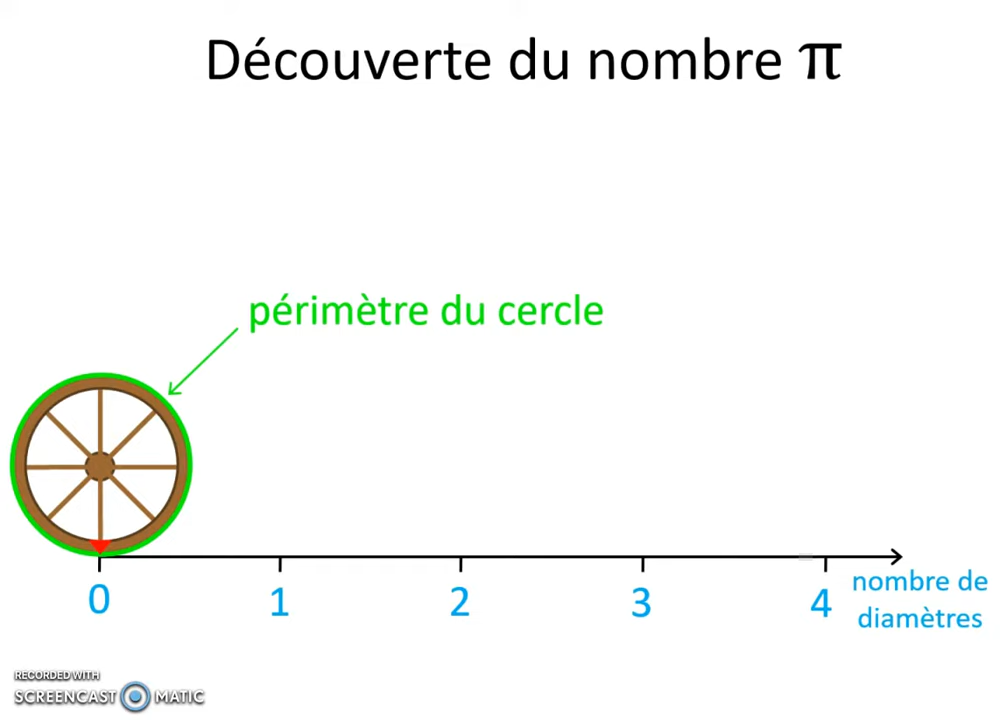 Découverte du nombre π
périmètre du cercle
0 1 2 3 4
nombre de
diamètres
RECORDED WITH
SCREENCAST MATIC